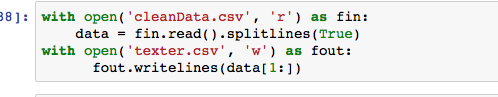 38]: with open('cleanData.csv', 'r') as fin:
    data = fin.read().splitlines(True)
with open('texter.csv', 'w') as fout:
      fout.writelines(data[1:])